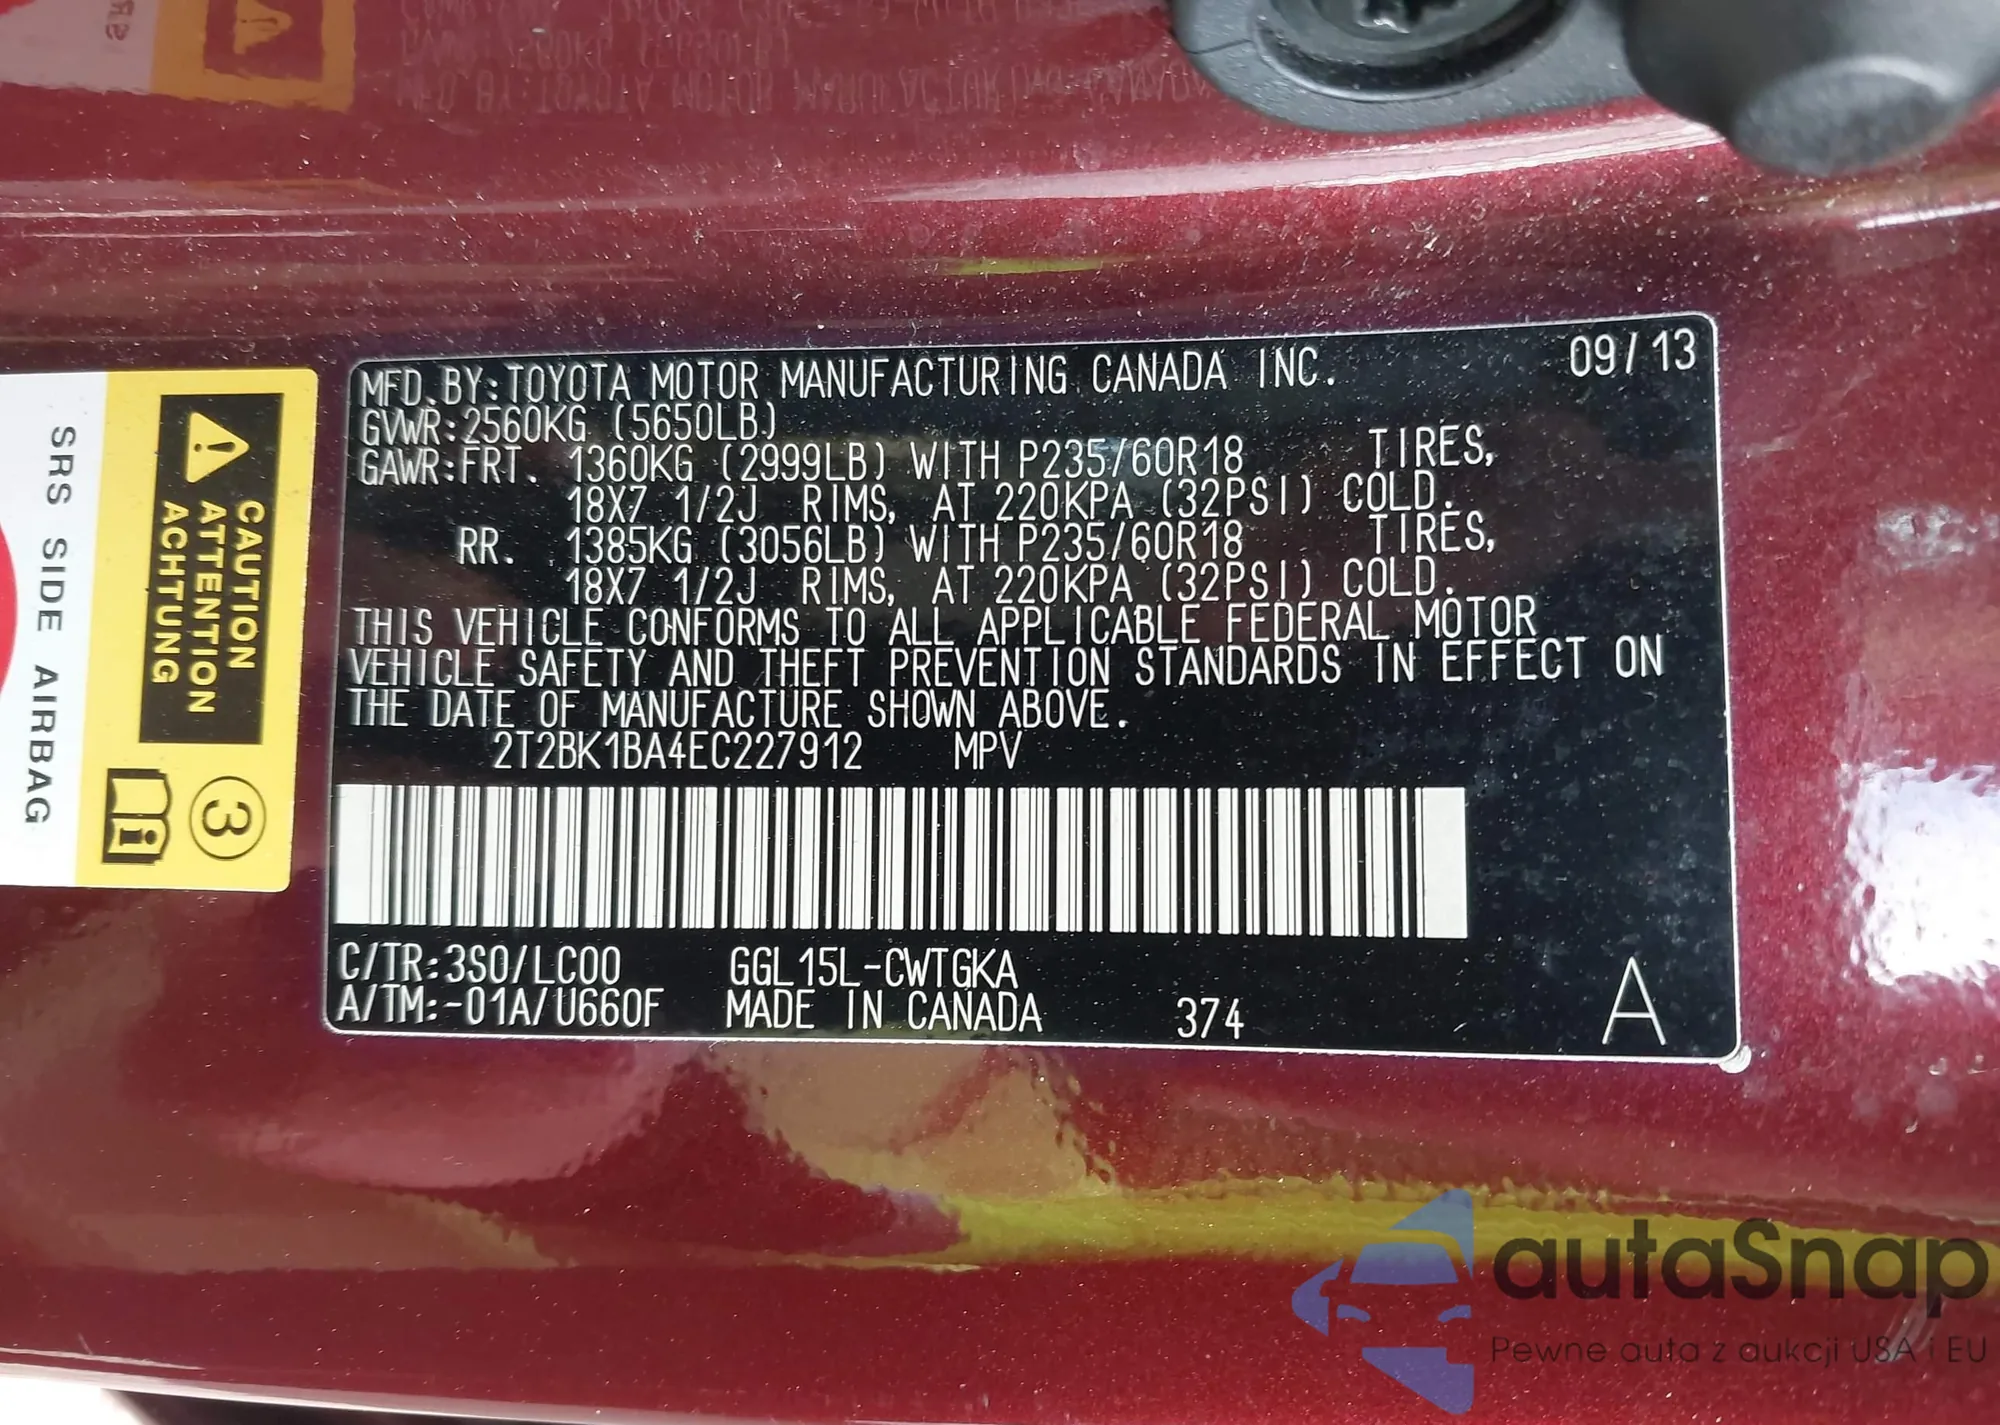 MFD.BY:TOYOTA MOTOR MANUFACTURING CANADA INC. 09/13
GVWR:2560KG (5650LB)
GAWR:FRT. 1360KG (2999LB) WITH P235/60R18 TIRES,
18X7 1/2J RIMS, AT 220KPA (32PSI) COLD.
RR. 1385KG (3056LB) WITH P235/60R18 TIRES,
18X7 1/2J RIMS, AT 220KPA (32PSI) COLD.
THIS VEHICLE CONFORMS TO ALL APPLICABLE FEDERAL MOTOR
VEHICLE SAFETY AND THEFT PREVENTION STANDARDS IN EFFECT ON
THE DATE OF MANUFACTURE SHOWN ABOVE.
2T2BK1BA4EC227912 MPV
C/TR:3S0/LC00 GGL15L-CWTGKA
A/TM:-01A/U660F MADE IN CANADA 374 A
CAUTION
ATTENTION
ACHTUNG
3
SRS SIDE AIRBAG
autaSnap
Pewne auta z aukcji USA i EU